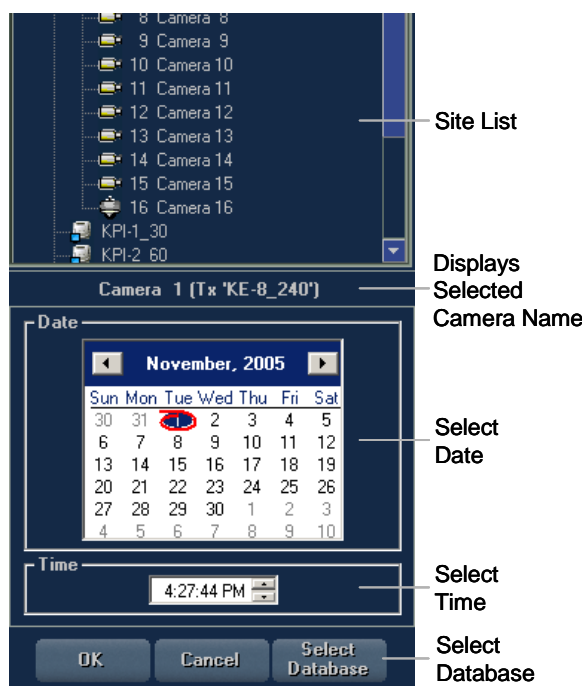 8 Camera 8
9 Camera 9
10 Camera 10
11 Camera 11
12 Camera 12
13 Camera 13
14 Camera 14
15 Camera 15
16 Camera 16
KPI-1_30
KPI-2 60
Site List
Camera 1 (Tx 'KE-8_240')
Displays
Selected
Camera Name
Date
November, 2005
Sun Mon Tue Wed Thu Fri Sat
30 31 1 2 3 4 5
6 7 8 9 10 11 12
13 14 15 16 17 18 19
20 21 22 23 24 25 26
27 28 29 30 1 2 3
4 5 6 7 8 9 10
Select
Date
Time
4:27:44 PM
Select
Time
OK
Cancel
Select
Database
Select
Database